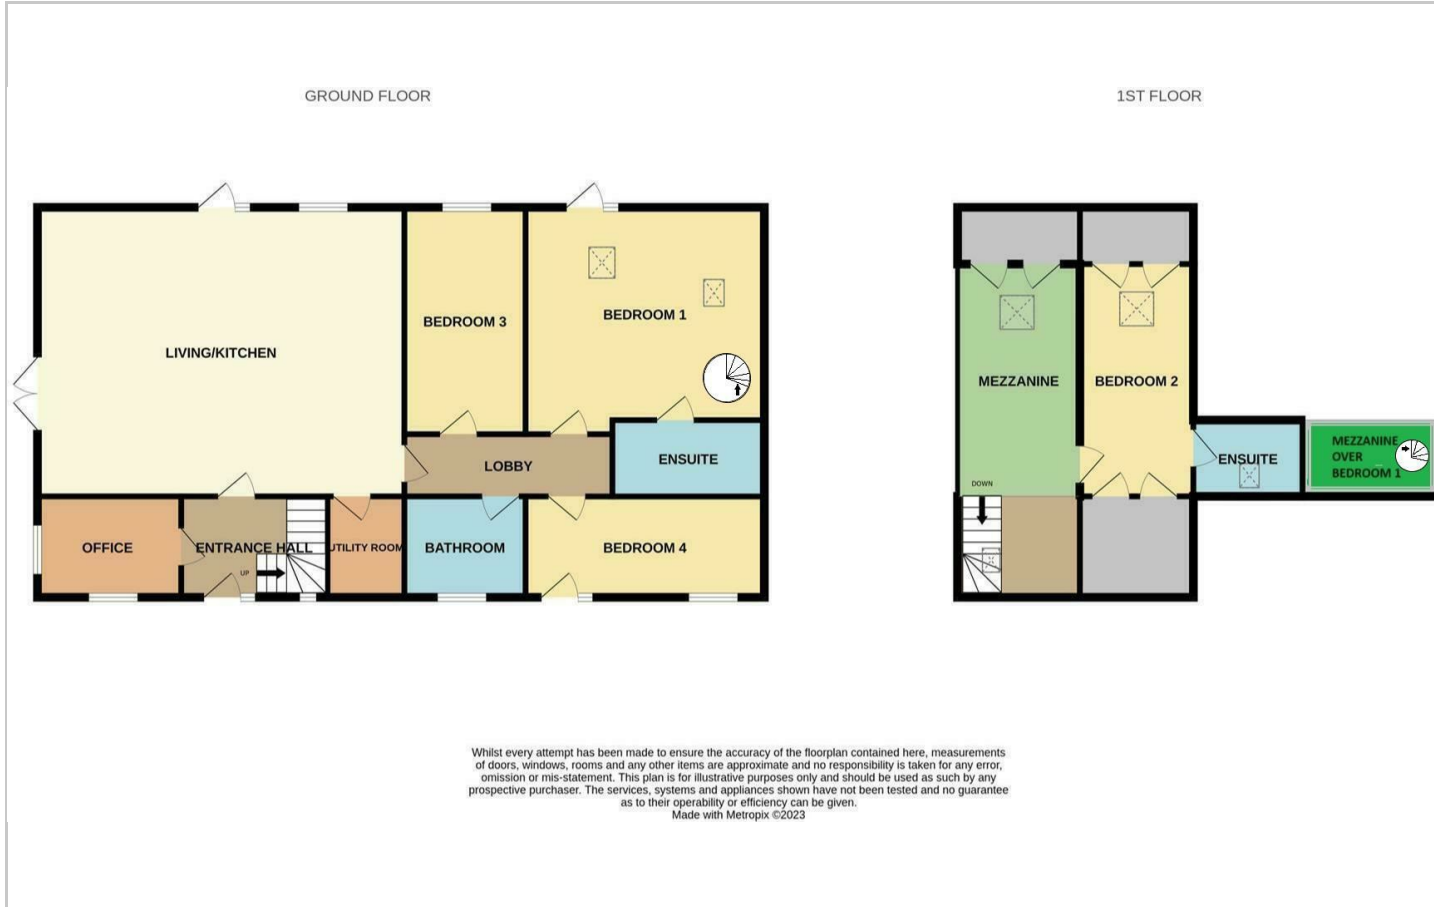 GROUND FLOOR
1ST FLOOR
LIVING/KITCHEN
BEDROOM 3
BEDROOM 1
LOBBY
ENSUITE
OFFICE
ENTRANCE HALL
UP
UTILITY ROOM
BATHROOM
BEDROOM 4
MEZZANINE
BEDROOM 2
DOWN
ENSUITE
MEZZANINE
OVER
BEDROOM 1
Whilst every attempt has been made to ensure the accuracy of the floorplan contained here, measurements
of doors, windows, rooms and any other items are approximate and no responsibility is taken for any error,
omission or mis-statement. This plan is for illustrative purposes only and should be used as such by any
prospective purchaser. The services, systems and appliances shown have not been tested and no guarantee
as to their operability or efficiency can be given.
Made with Metropix ©2023